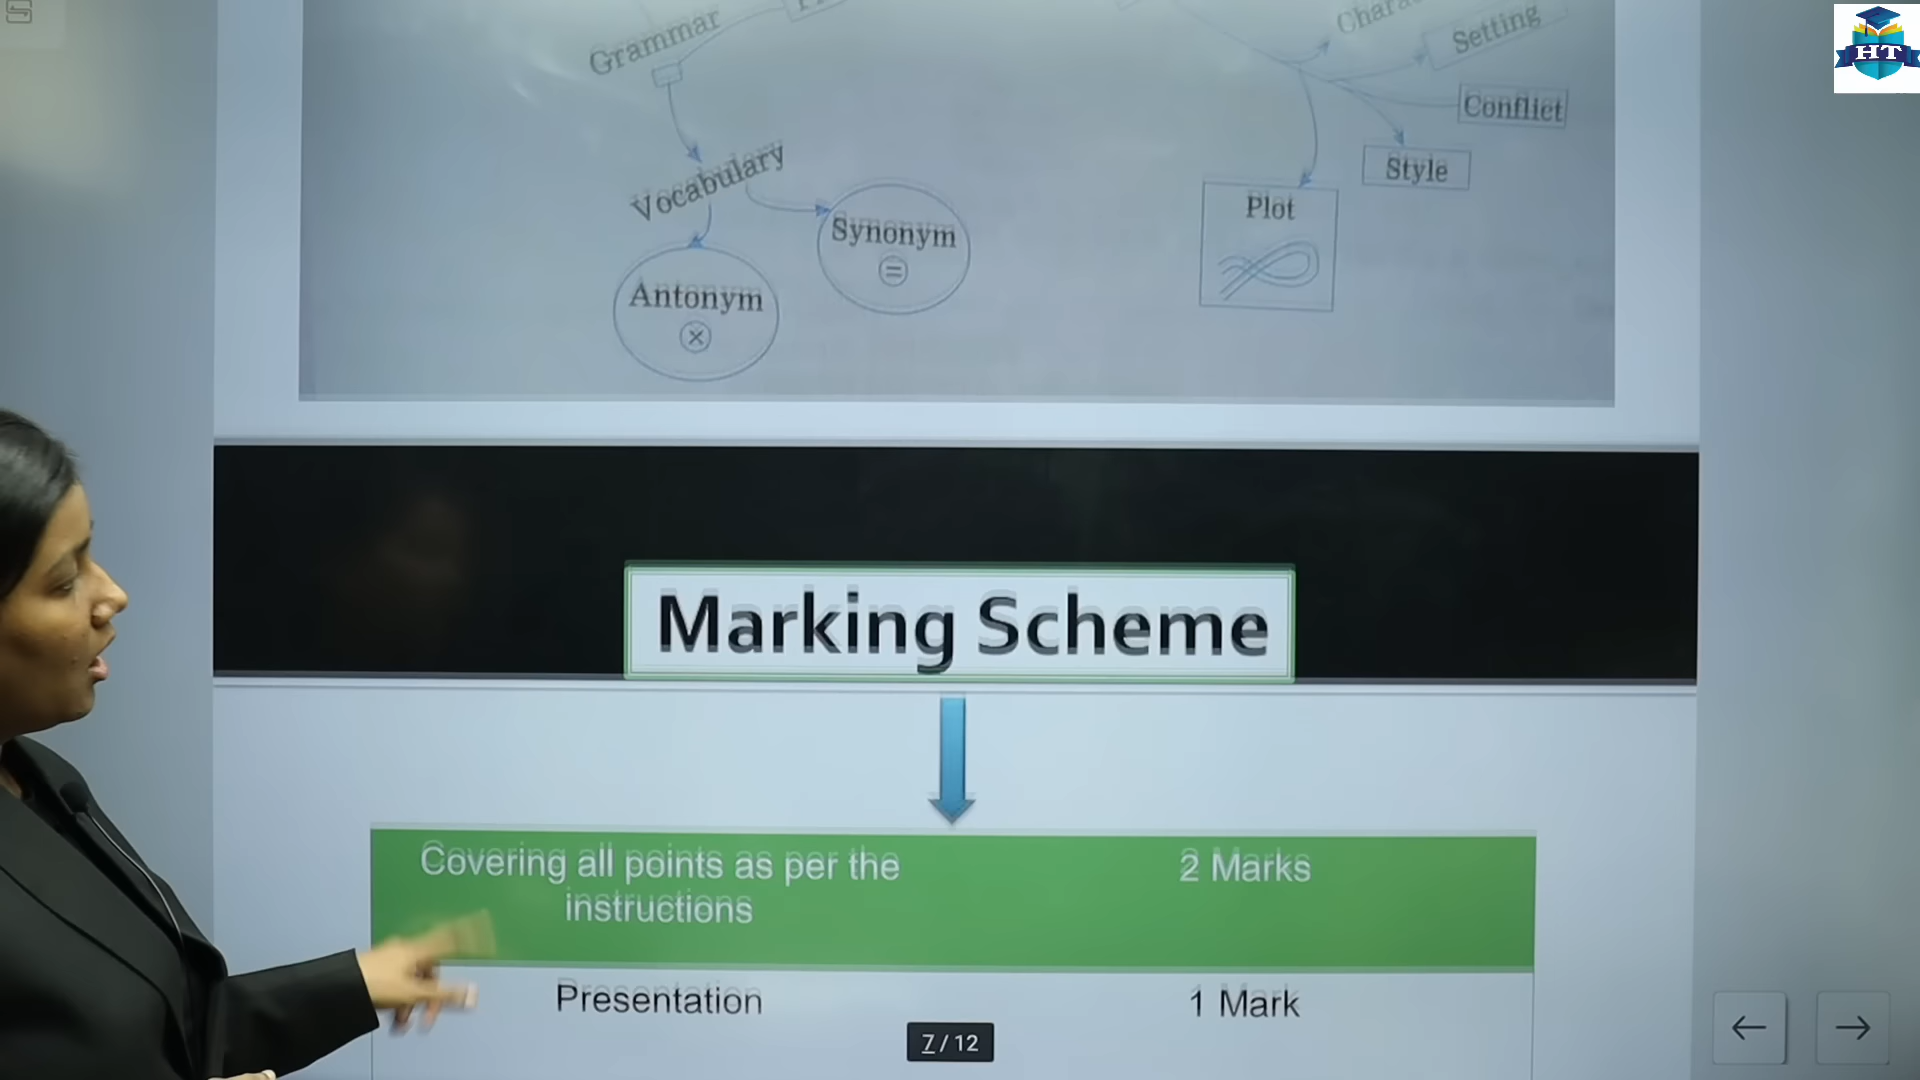 Grammar
Setting
Conflict
Style
Vocabulary
Synonym
=
Plot
Antonym
×
Marking Scheme
Covering all points as per the
instructions
2 Marks
Presentation
1 Mark
7 / 12
HT